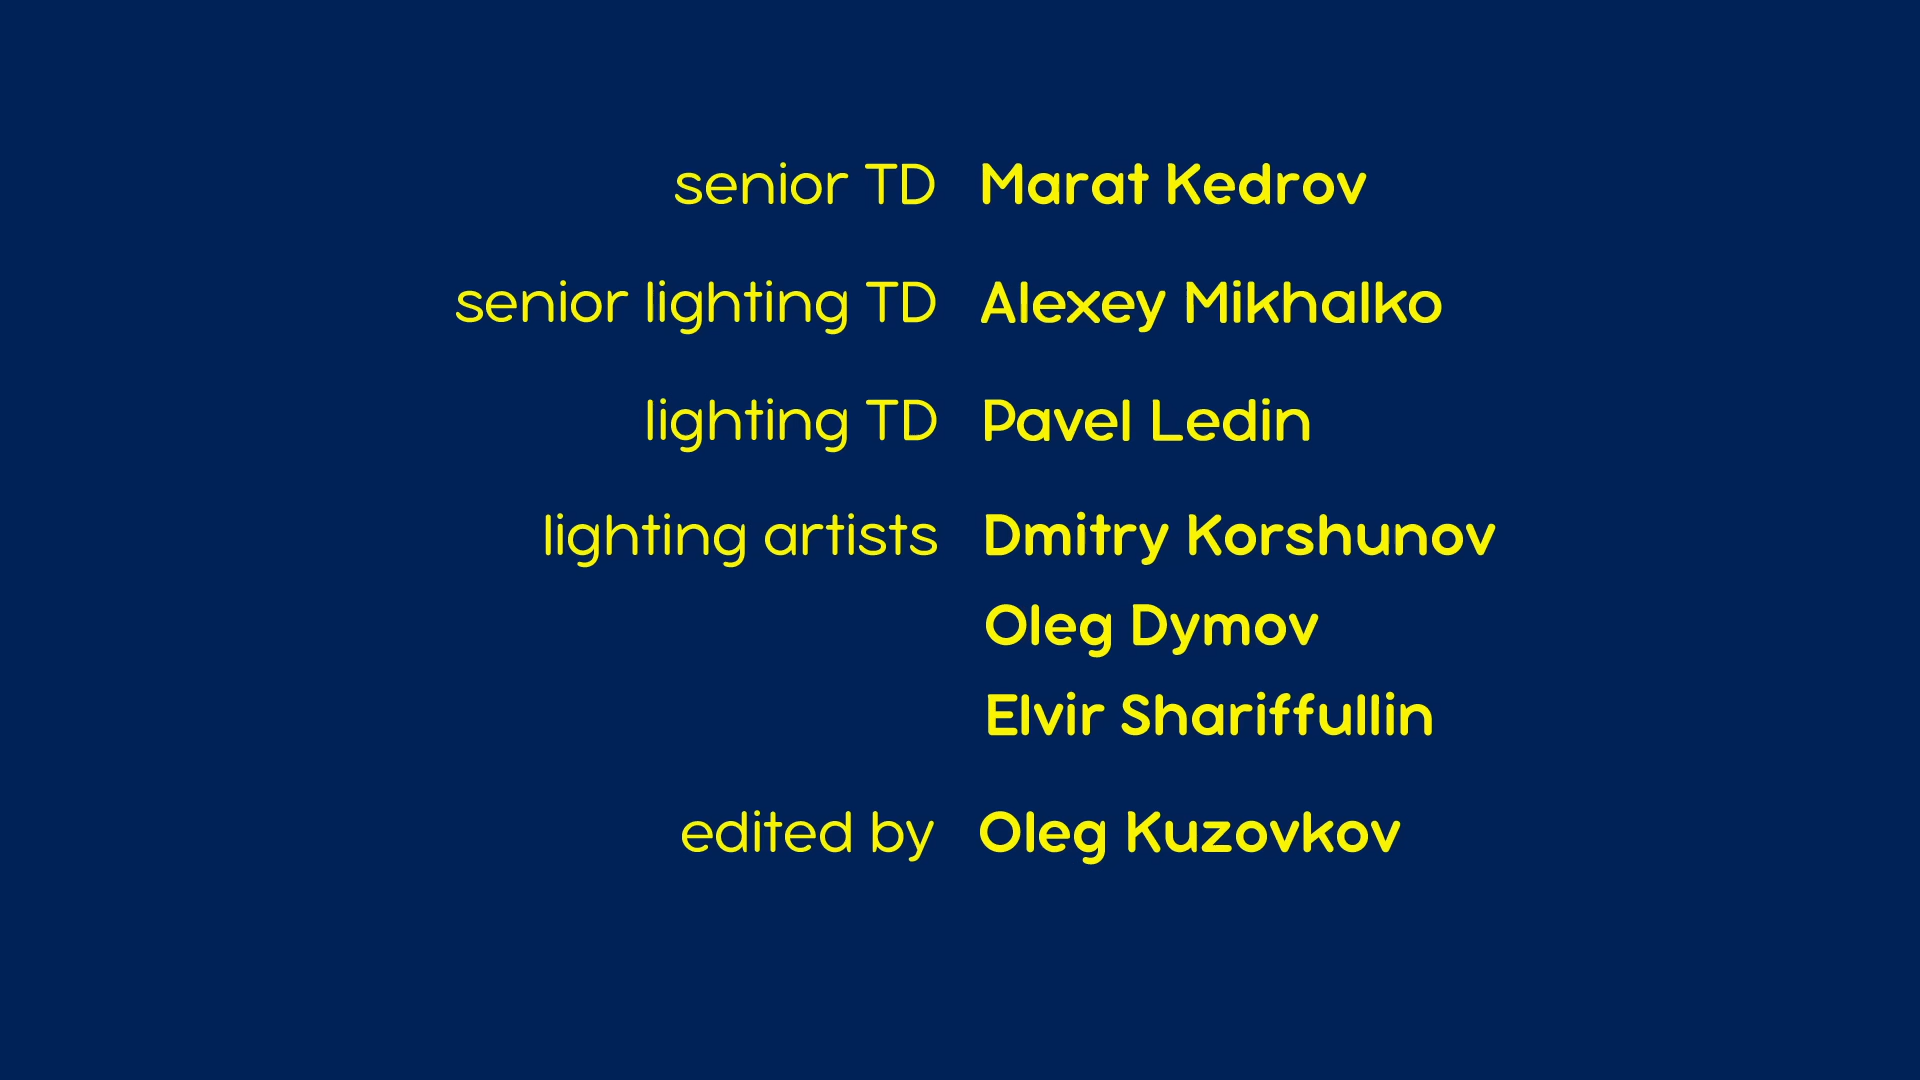 senior TD Marat Kedrov
senior lighting TD Alexey Mikhalko
lighting TD Pavel Ledin
lighting artists Dmitry Korshunov
Oleg Dymov
Elvir Shariffullin
edited by Oleg Kuzovkov